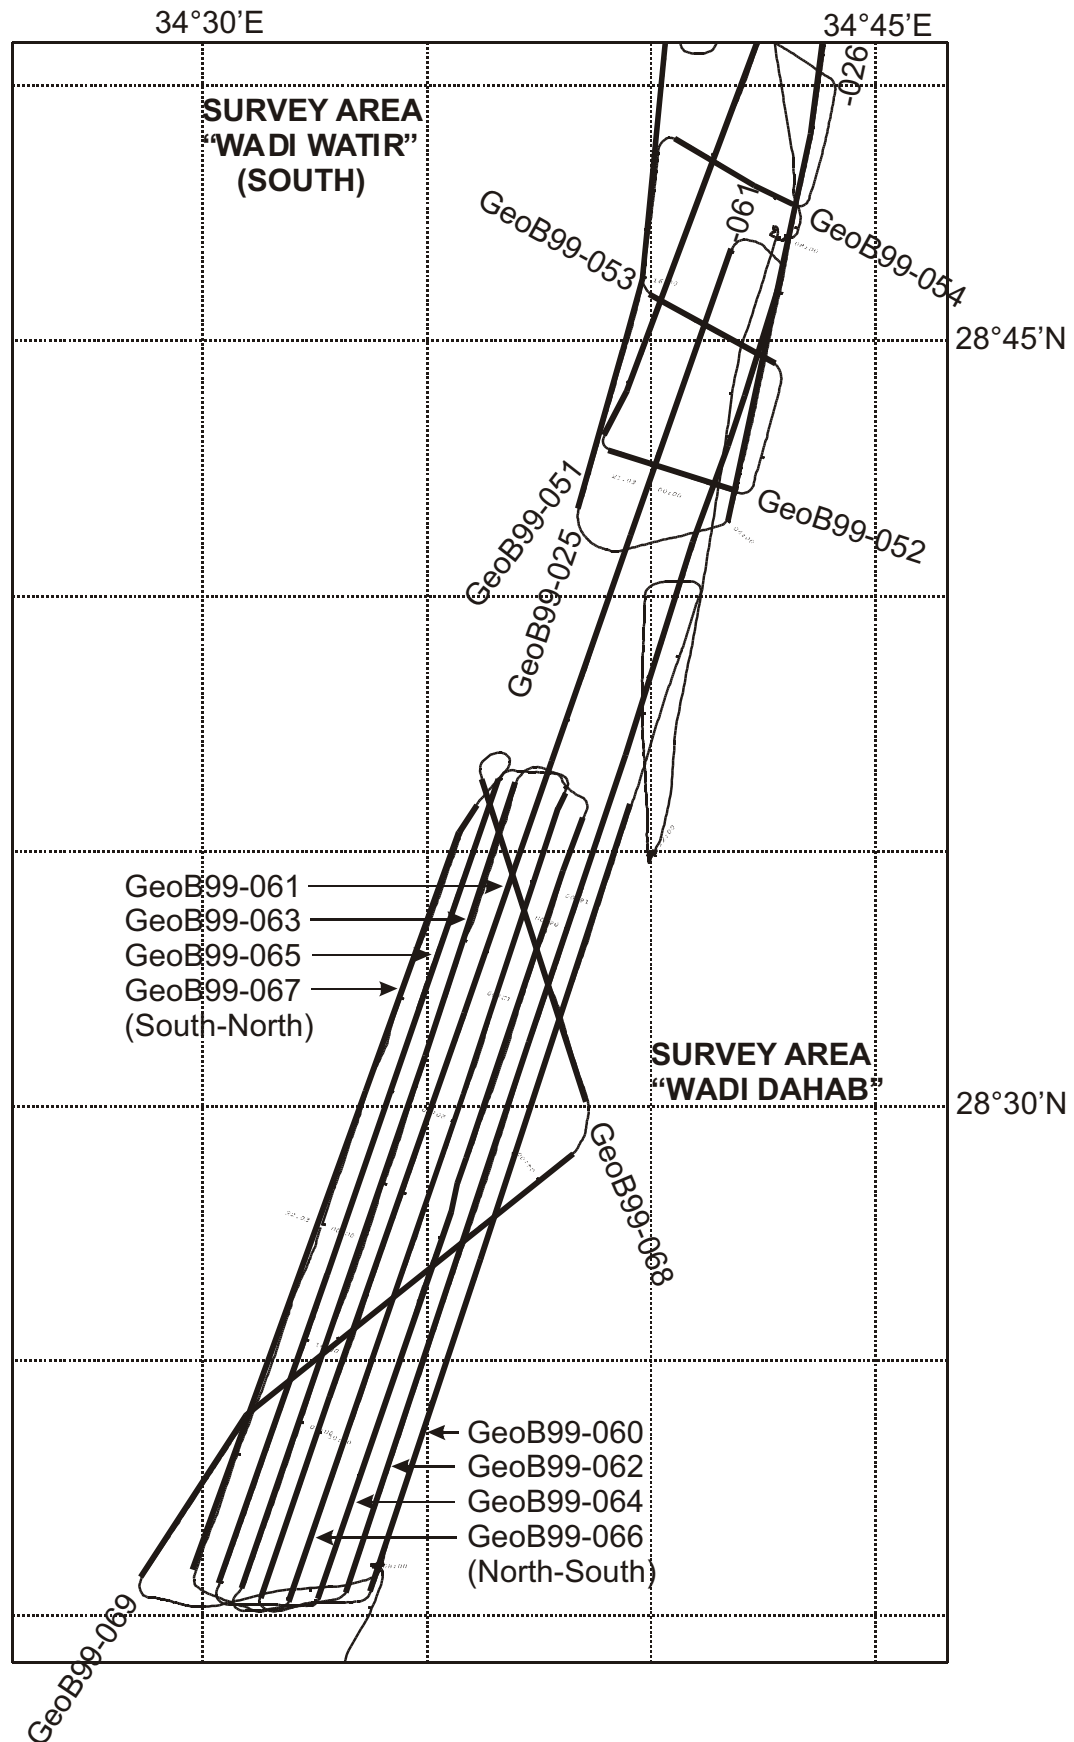 34°30’E
34°45’E
-026
SURVEY AREA
“WADI WATIR”
(SOUTH)
-061
GeoB99-053
GeoB99-054
28°45’N
GeoB99-051
GeoB99-052
GeoB99-025
GeoB99-061
GeoB99-063
GeoB99-065
GeoB99-067
(South-North)
SURVEY AREA
“WADI DAHAB”
28°30’N
GeoB99-068
GeoB99-060
GeoB99-062
GeoB99-064
GeoB99-066
(North-South)
GeoB99-069